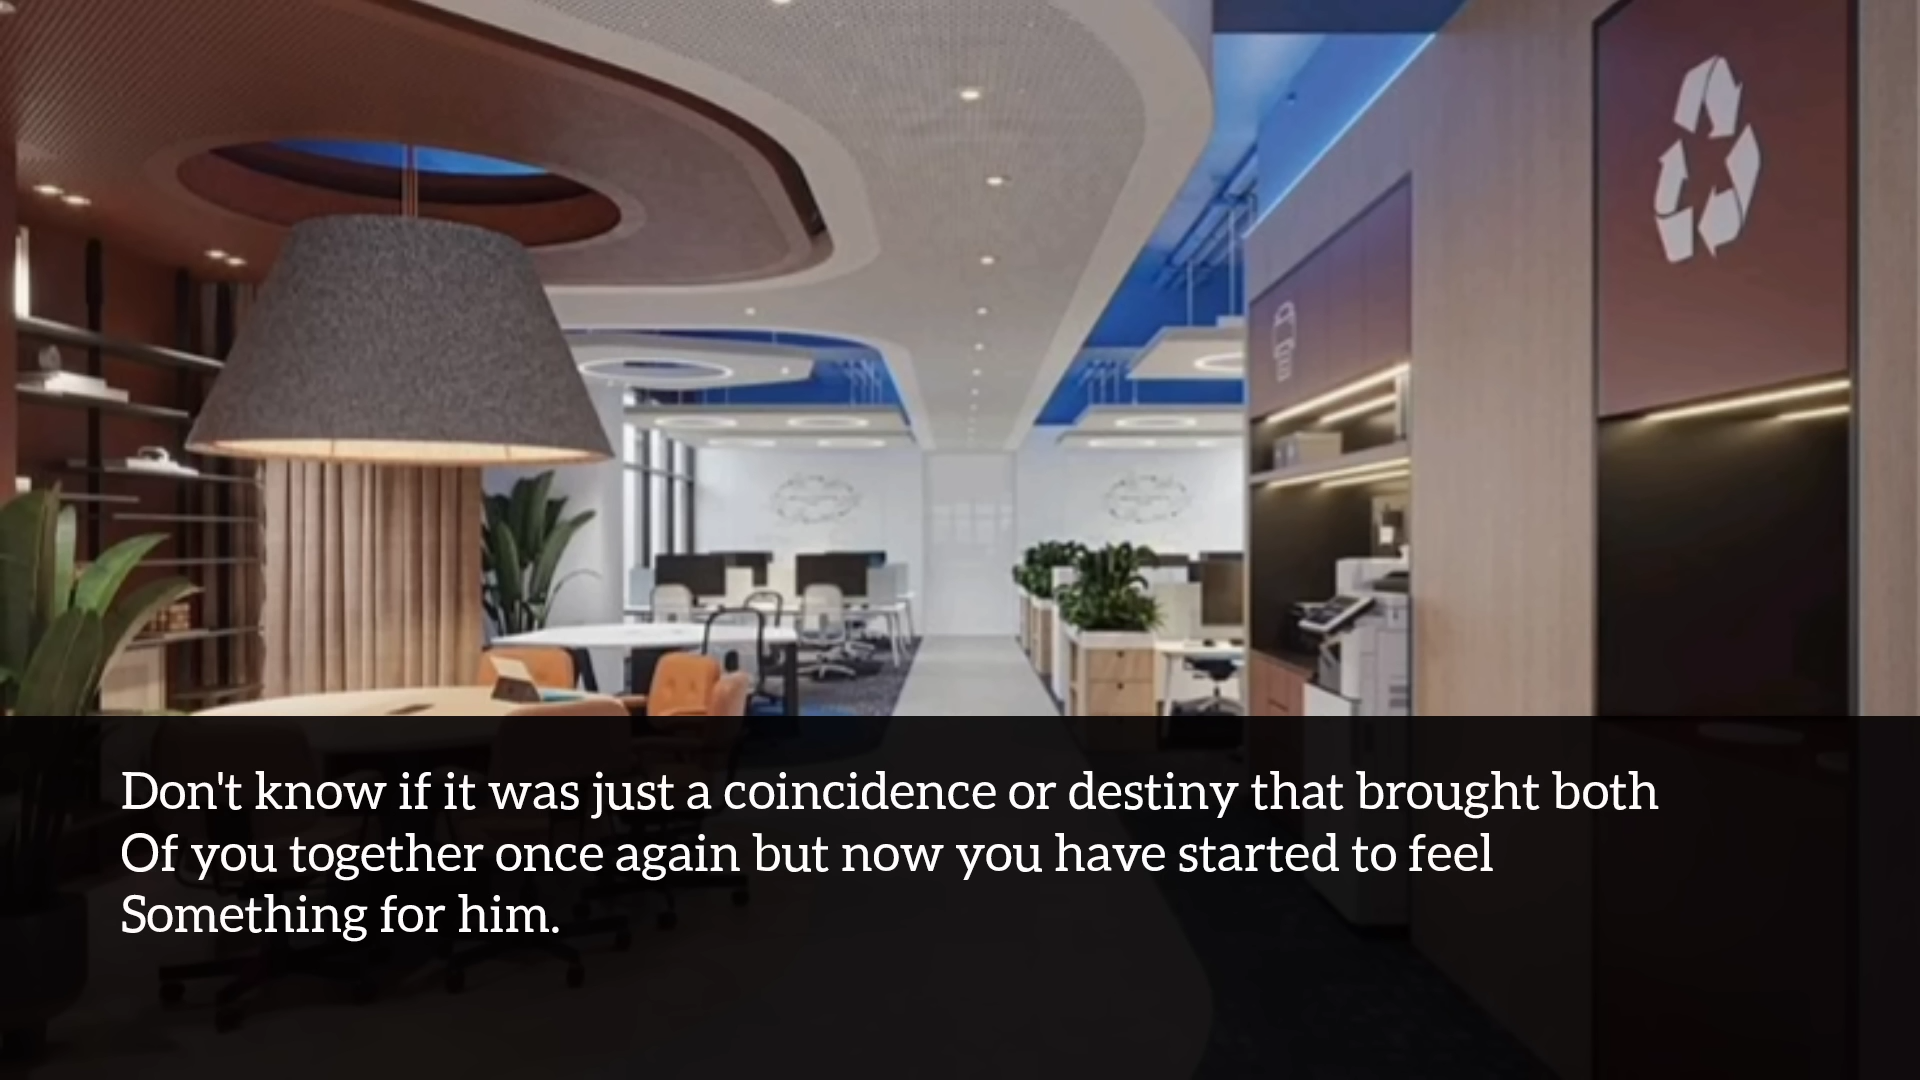 Don't know if it was just a coincidence or destiny that brought both
Of you together once again but now you have started to feel
Something for him.